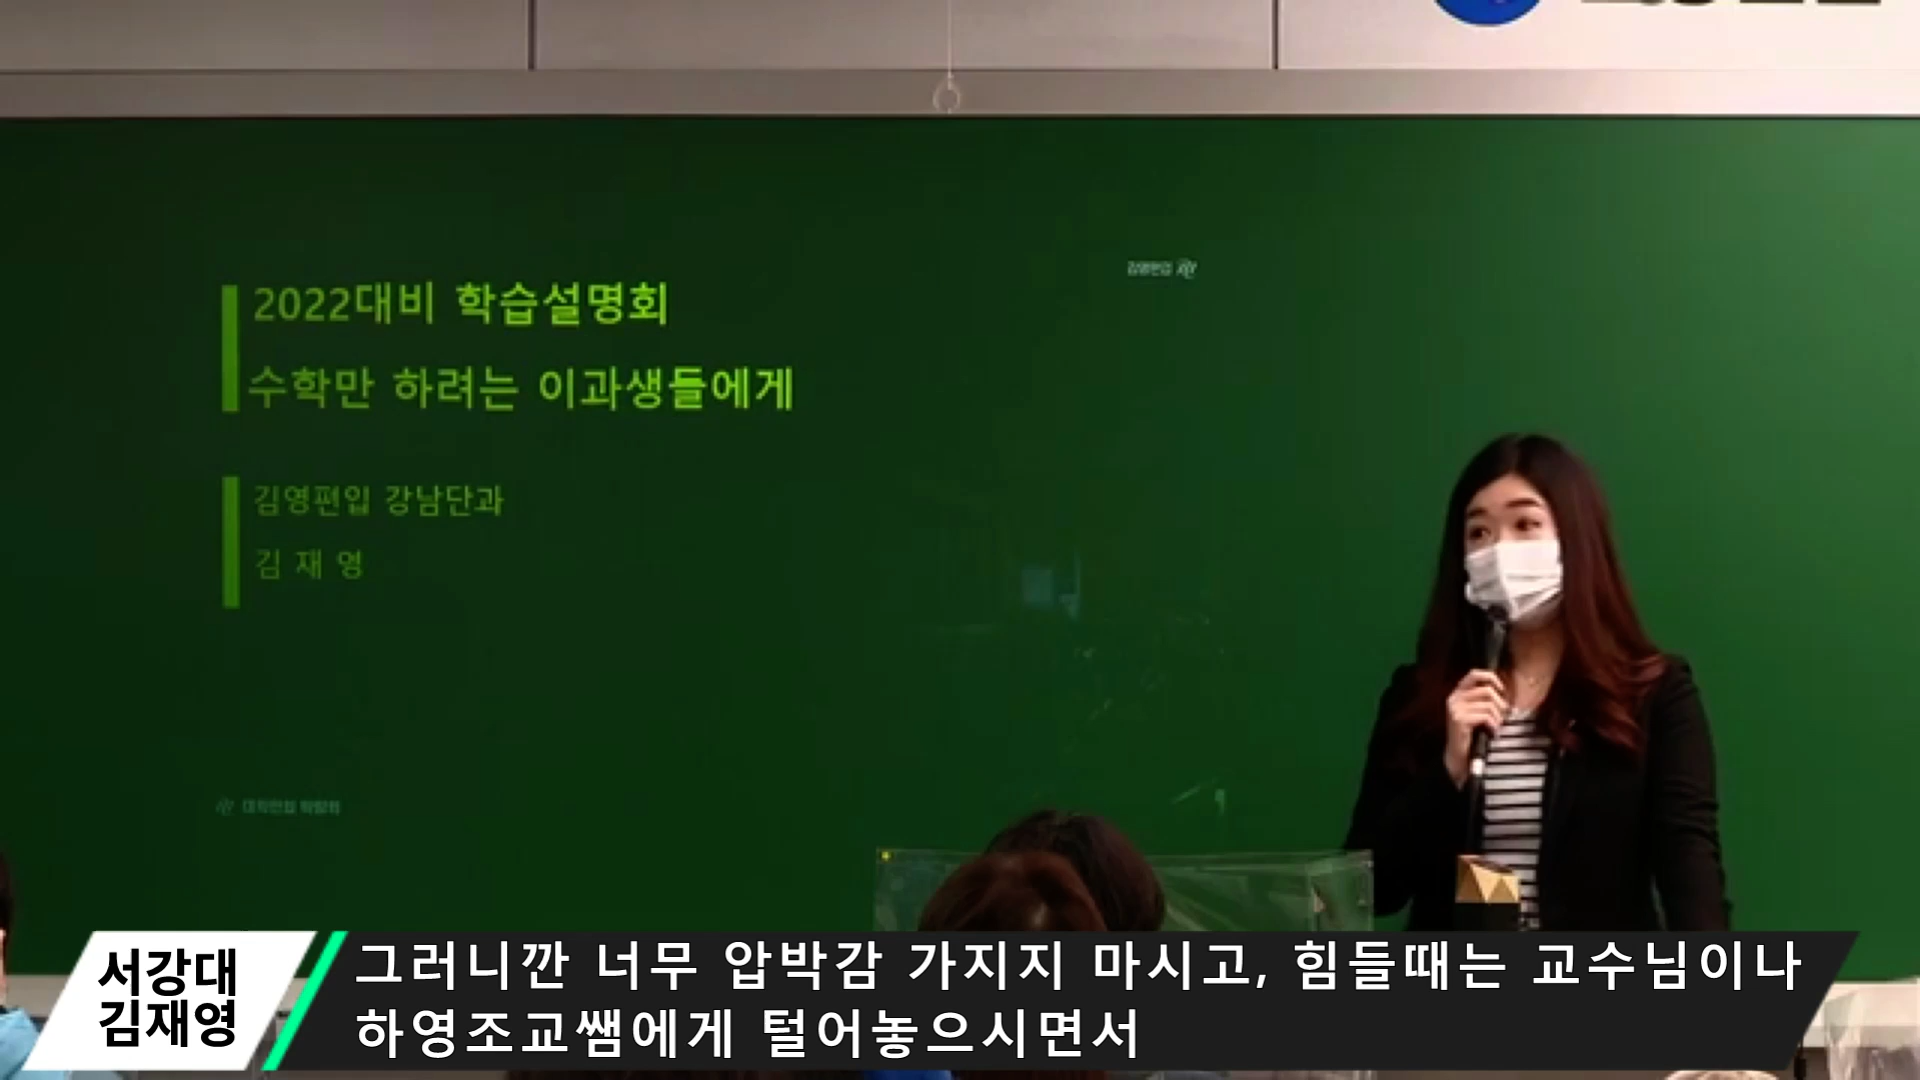 2022대비 학습설명회
수학만 하려는 이과생들에게
김영편입 강남단과
김 재 영
김영편입
서강대
김재영
그러니깐 너무 압박감 가지지 마시고, 힘들때는 교수님이나
하영조교쌤에게 털어놓으시면서